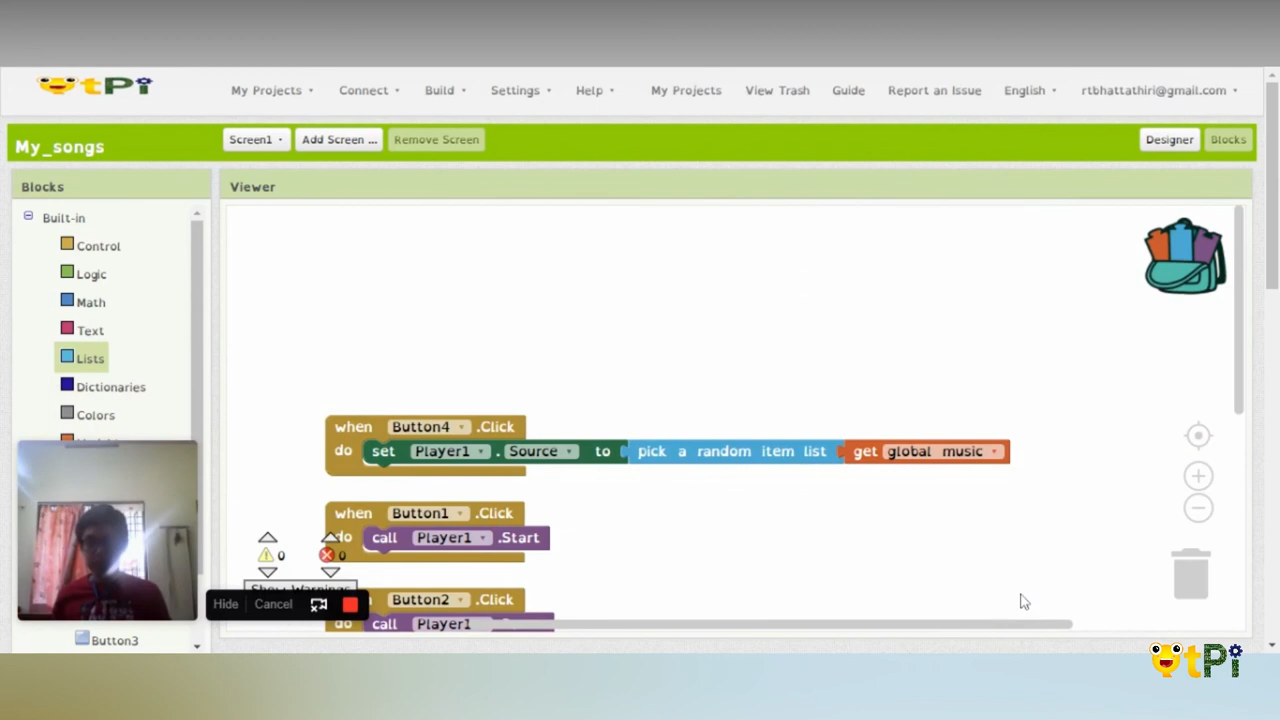 tPi
My Projects Connect Build Settings Help My Projects View Trash Guide Report an Issue English rtbhattathiri@gmail.com
My_songs Screen1 Add Screen ... Remove Screen Designer Blocks
Blocks Viewer
Built-in
Control
Logic
Math
Text
Lists
Dictionaries
Colors
when Button4 .Click
do set Player1 . Source to pick a random item list get global music
when Button1 .Click
do call Player1 .Start
0 0
Show Warnings
Hide Cancel
Button2 .Click
do call Player1
Button3
tPi